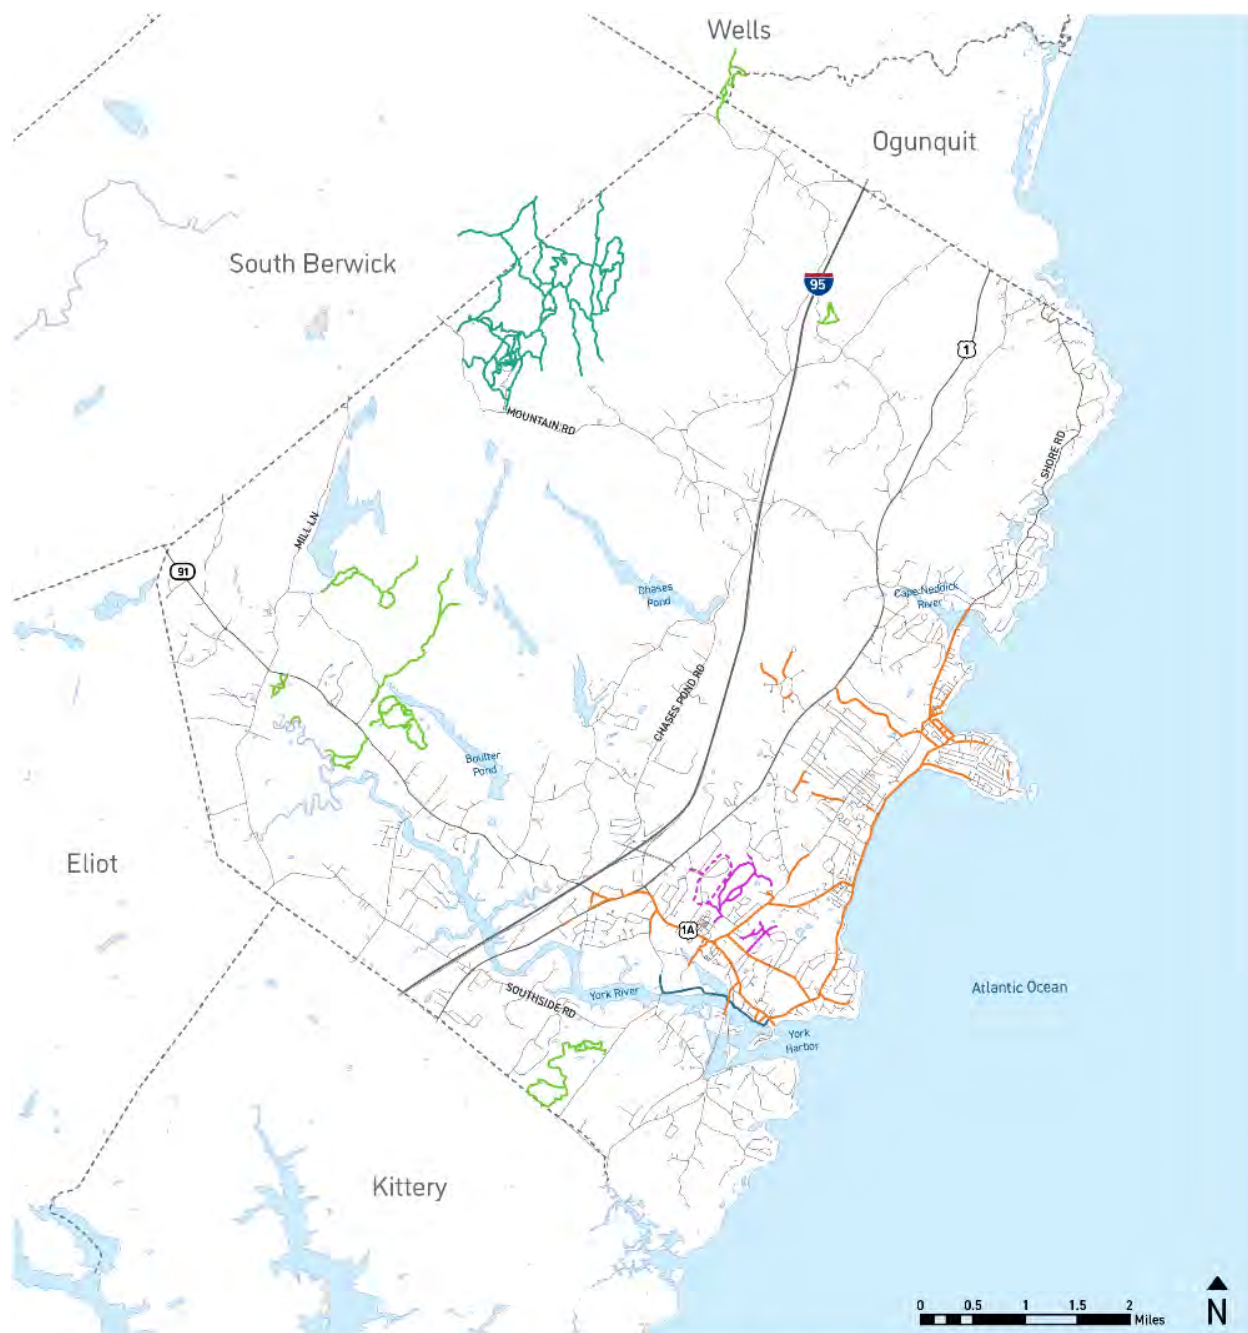 Wells
Ogunquit
South Berwick
95
1
MOUNTAIN RD
SHORE RD
MILL LN
91
Chases
Pond
Cape Neddick
River
CHASES POND RD
Boulter
Pond
Eliot
1A
Atlantic Ocean
SOUTHSIDE RD
York River
York
Harbor
Kittery
0 0.5 1 1.5 2
Miles
N